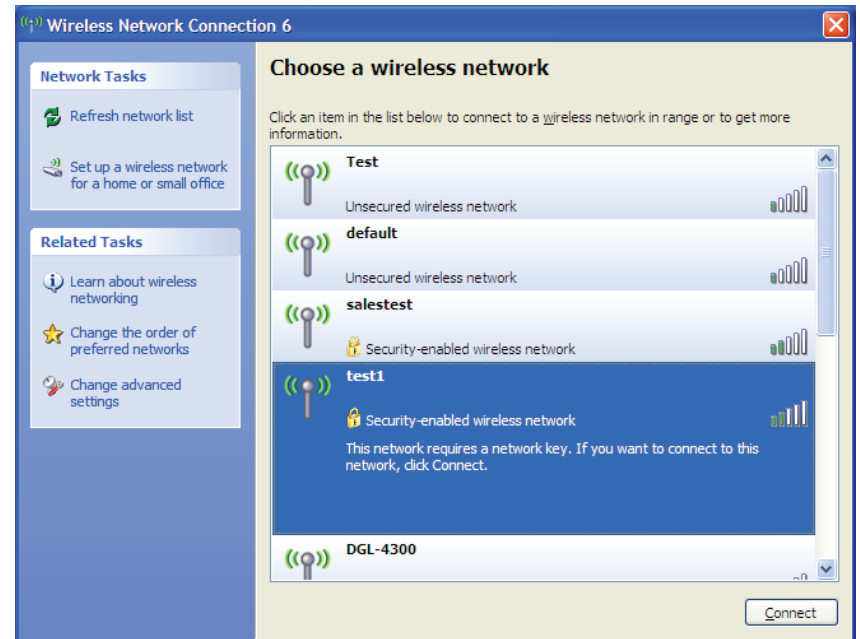 Wireless Network Connection 6
Network Tasks
Refresh network list
Set up a wireless network
for a home or small office
Related Tasks
Learn about wireless
networking
Change the order of
preferred networks
Change advanced
settings
Choose a wireless network
Click an item in the list below to connect to a wireless network in range or to get more
information.
Test
Unsecured wireless network
default
Unsecured wireless network
salestest
Security-enabled wireless network
test1
Security-enabled wireless network
This network requires a network key. If you want to connect to this
network, click Connect.
DGL-4300
Connect